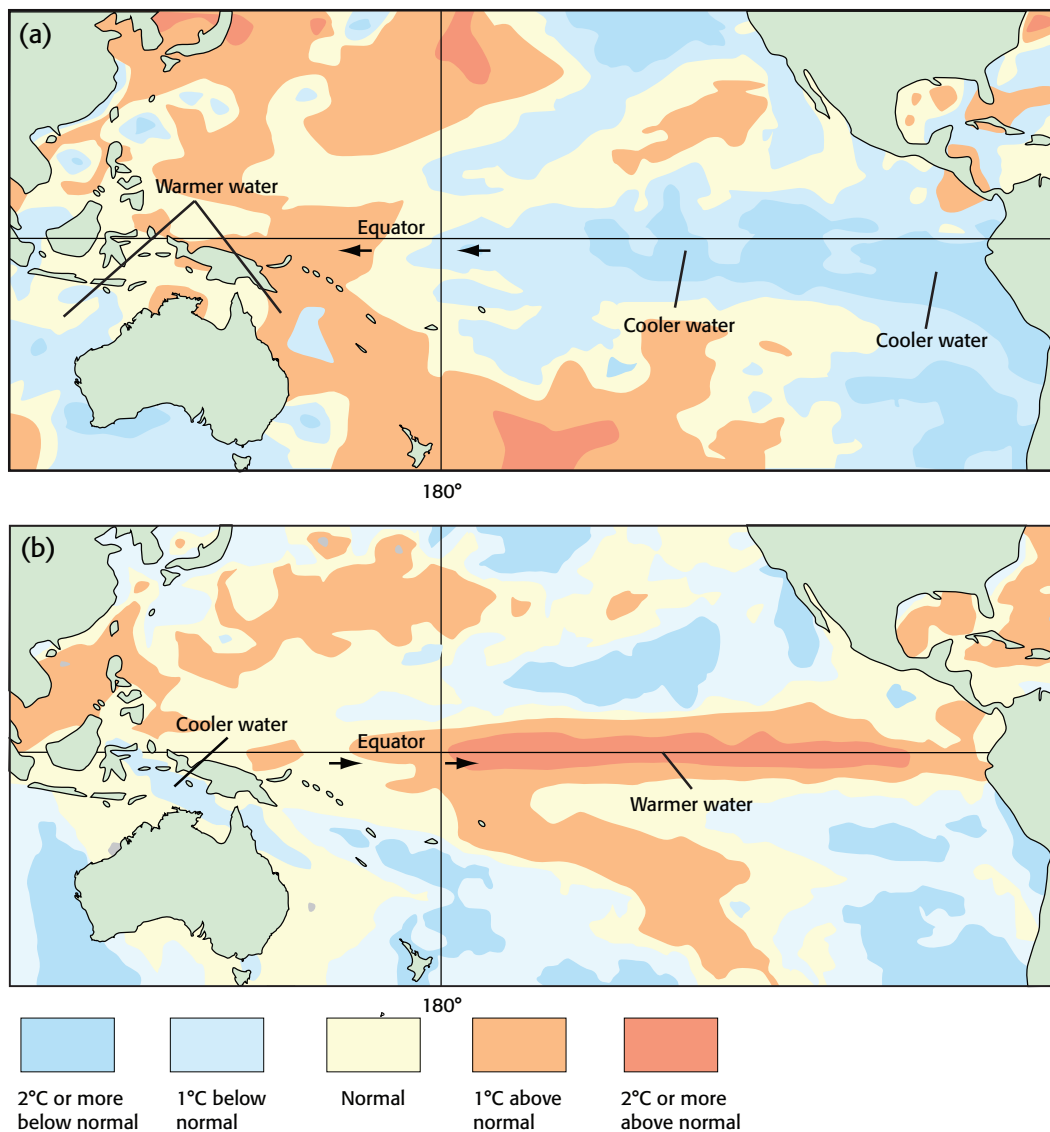 (a)
Warmer water
Equator
Cooler water
Cooler water
180°
(b)
Cooler water
Equator
Warmer water
180°
2°C or more
below normal
1°C below
normal
Normal
1°C above
normal
2°C or more
above normal